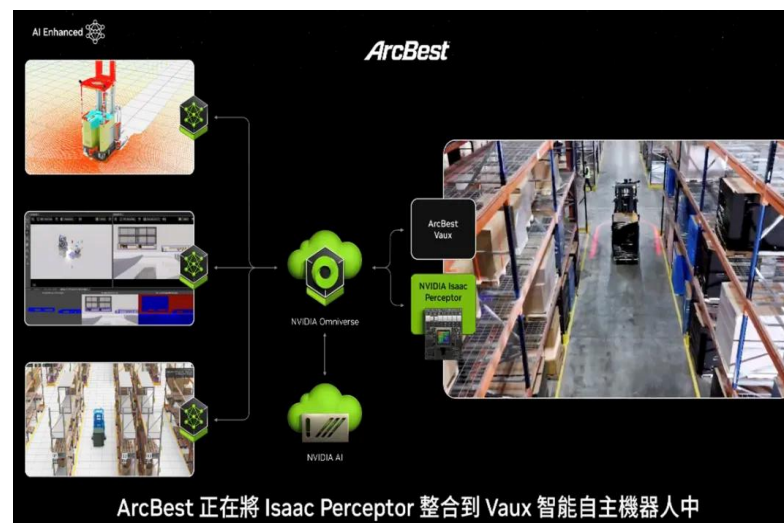 AI Enhanced
ArcBest
ArcBest
Vaux
NVIDIA Isaac
Perceptor
NVIDIA Omniverse
NVIDIA AI
ArcBest 正在將 Isaac Perceptor 整合到 Vaux 智能自主機器人中